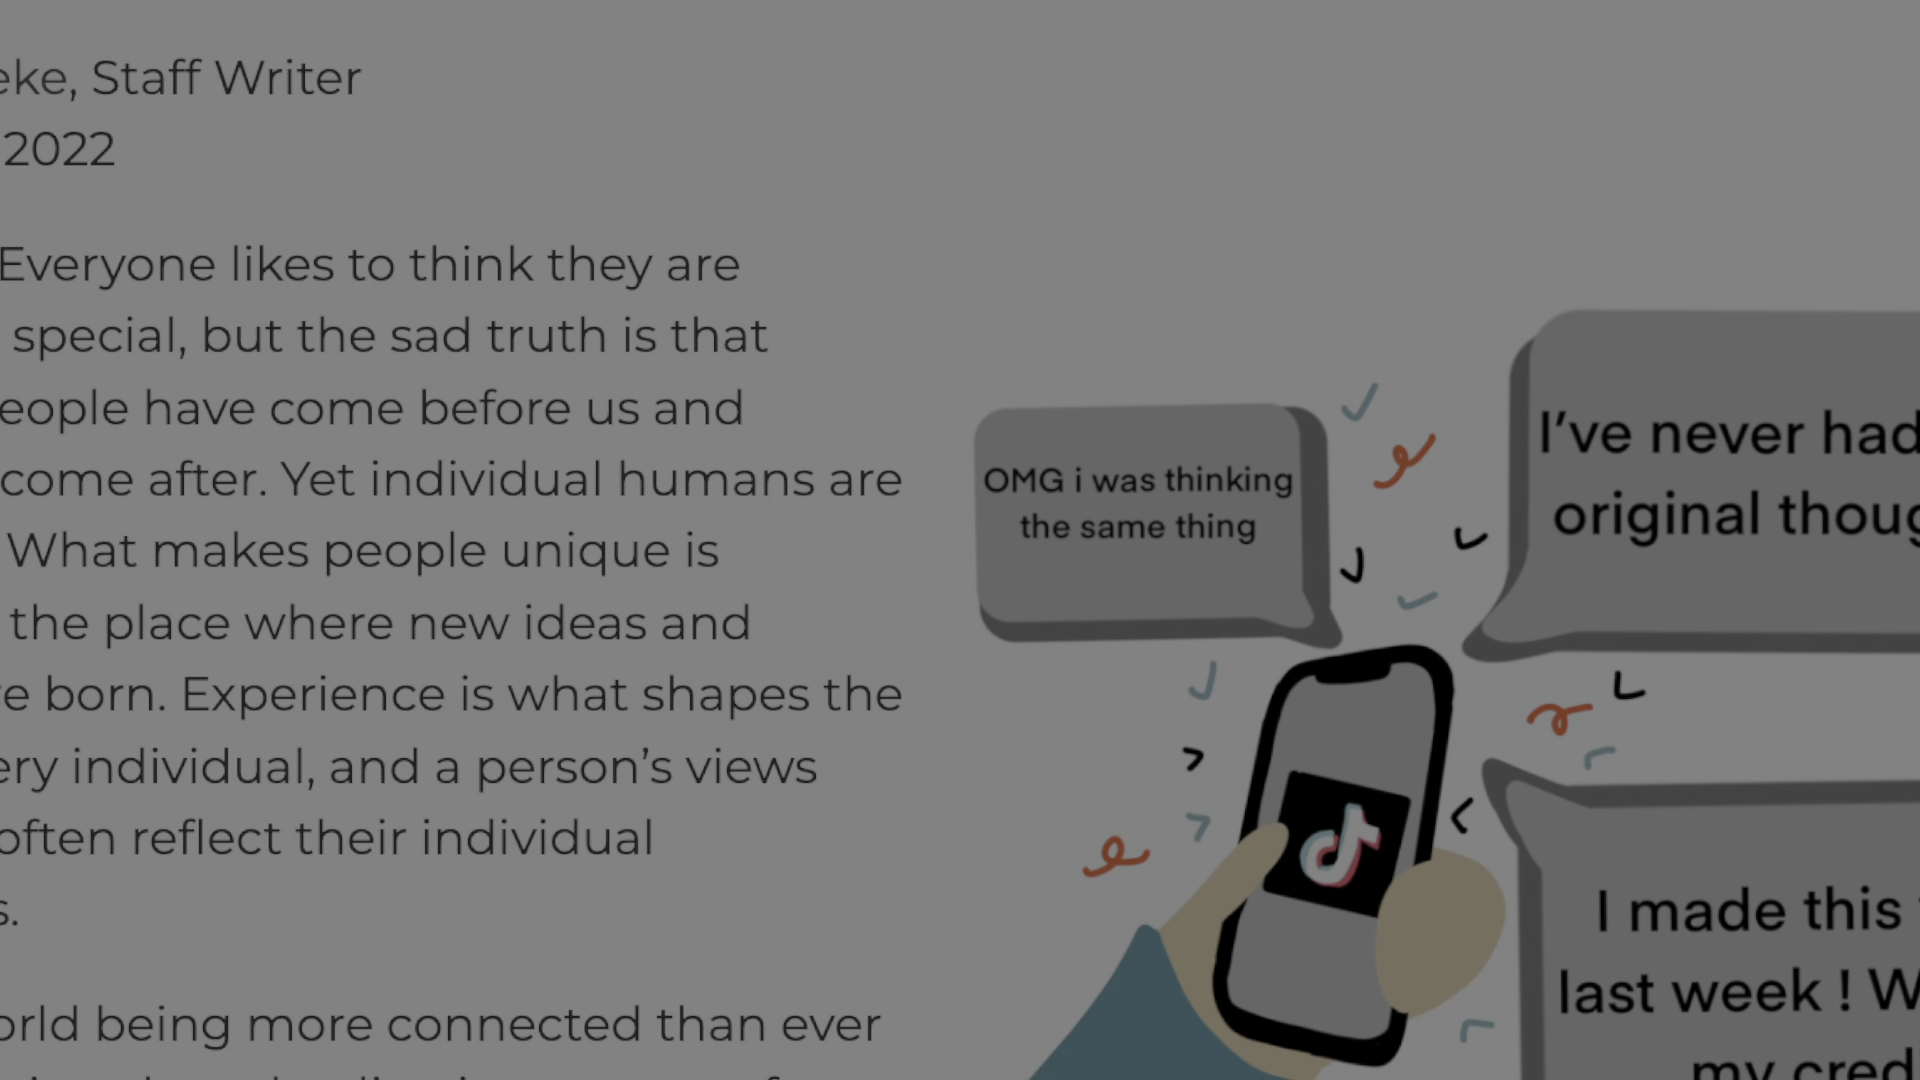 eke, Staff Writer
2022
Everyone likes to think they are
special, but the sad truth is that
eople have come before us and
come after. Yet individual humans are
What makes people unique is
the place where new ideas and
re born. Experience is what shapes the
ery individual, and a person’s views
often reflect their individual
s.
orld being more connected than ever
OMG i was thinking
the same thing
I’ve never had
original thoug
I made this
last week ! W
my cred